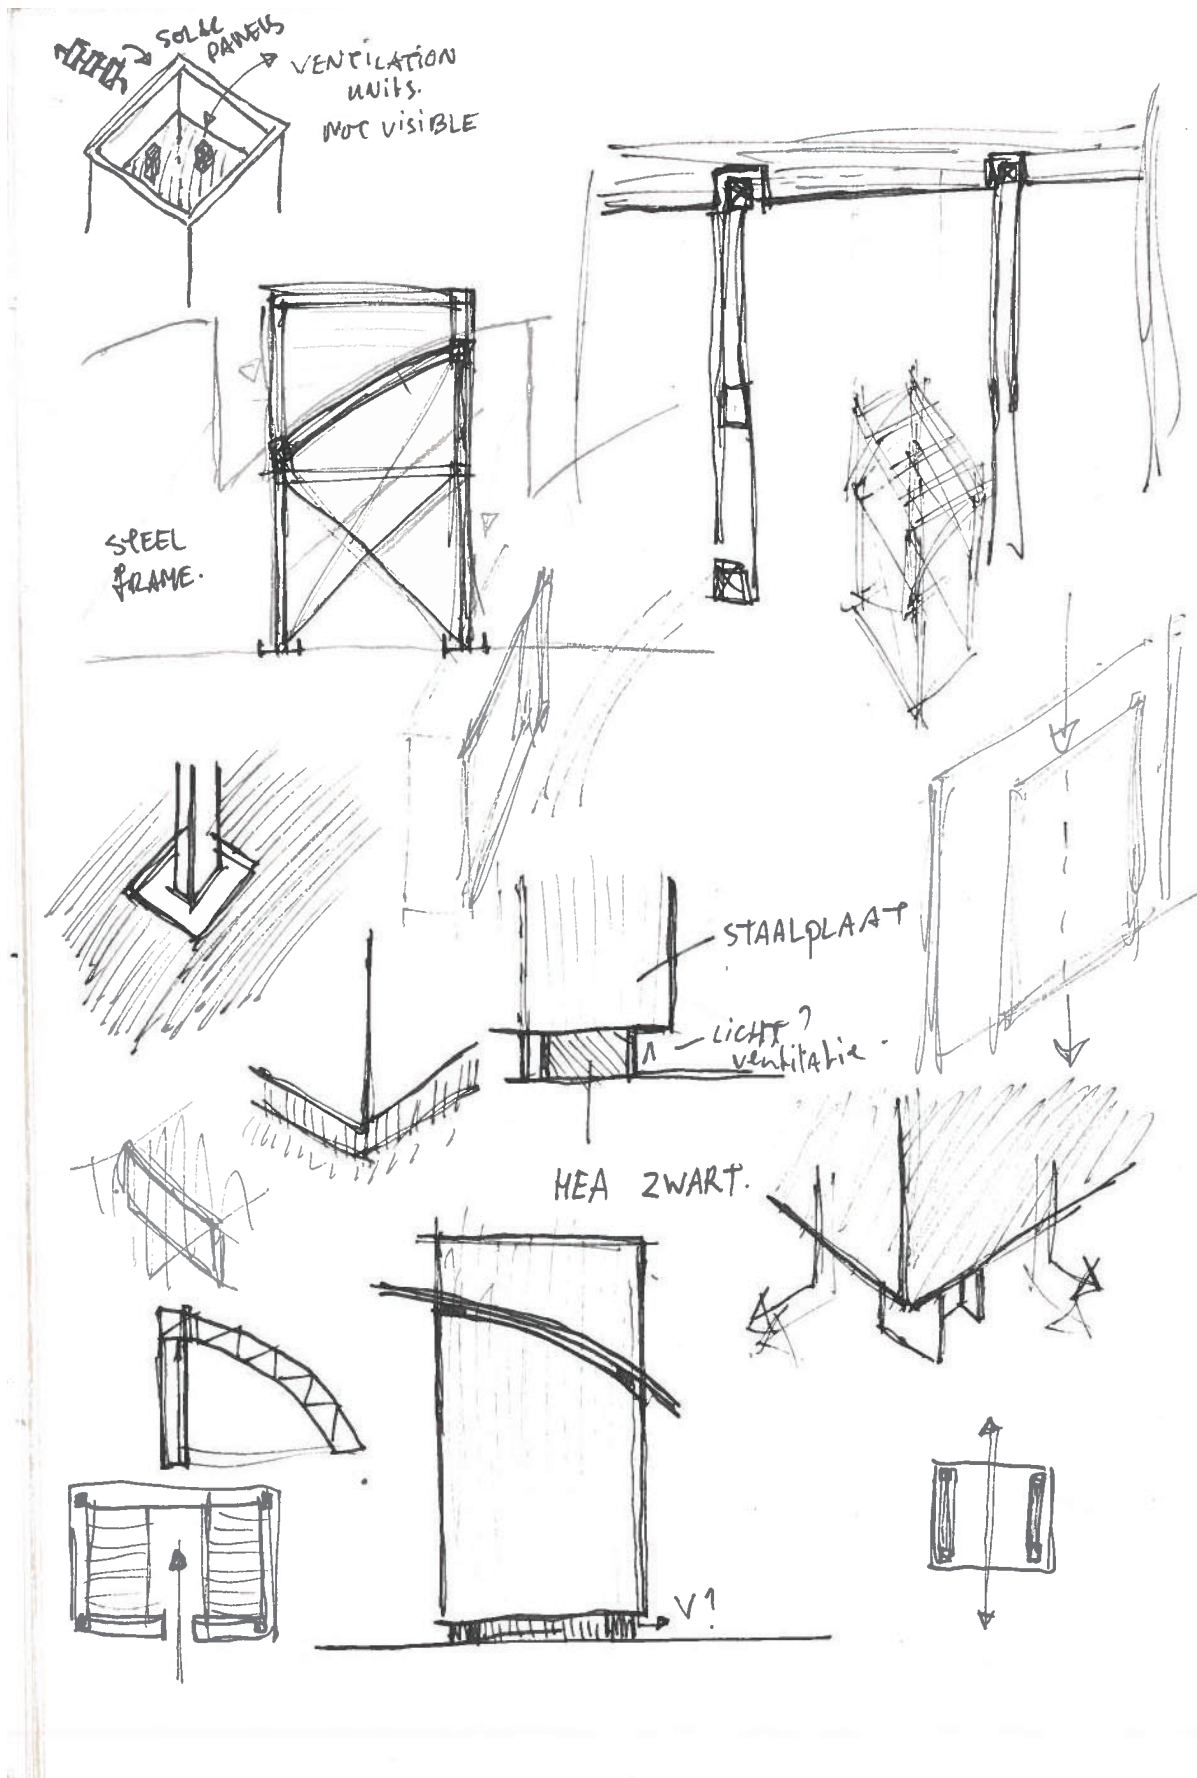 SOLAR
PANELS
VENTILATION
UNITS.
NOT VISIBLE
STEEL
FRAME.
STAALPLAAT
LICHT?
ventilatie.
HEA ZWART.
V?